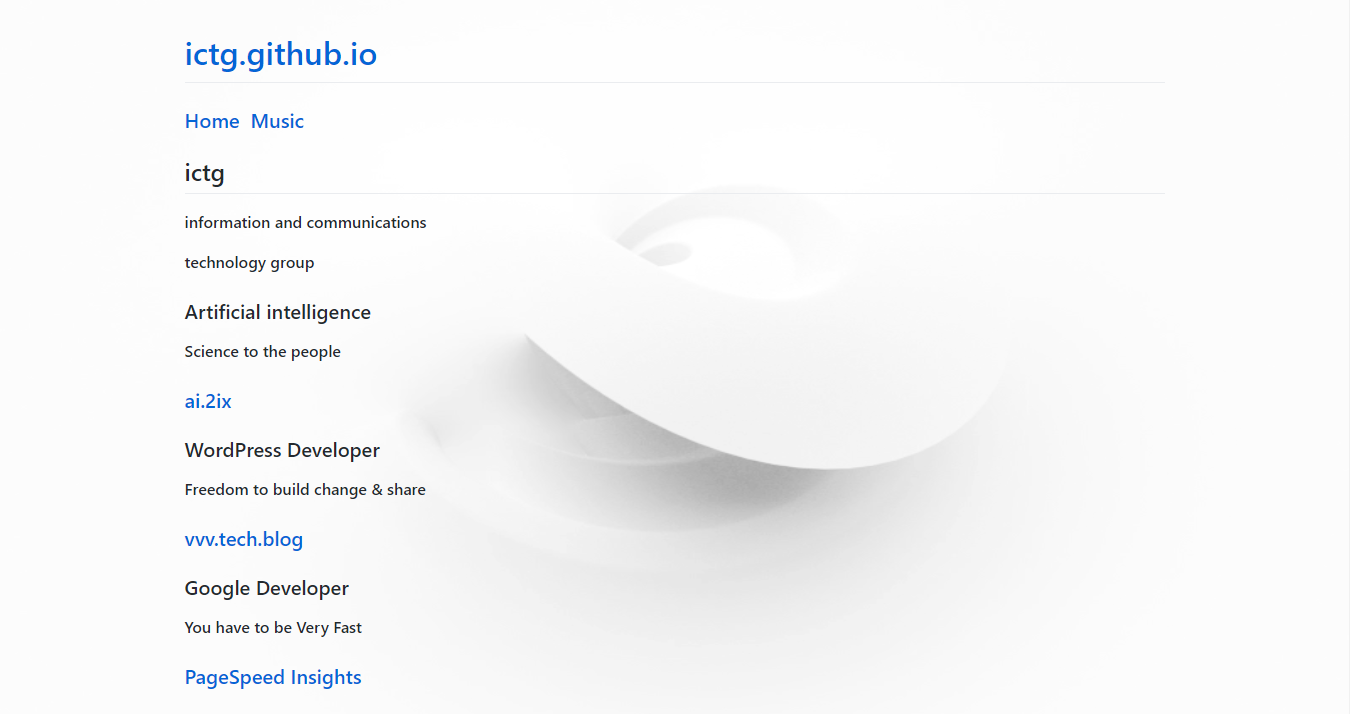 ictg.github.io
Home Music
ictg
information and communications
technology group
Artificial intelligence
Science to the people
ai.2ix
WordPress Developer
Freedom to build change & share
vvv.tech.blog
Google Developer
You have to be Very Fast
PageSpeed Insights